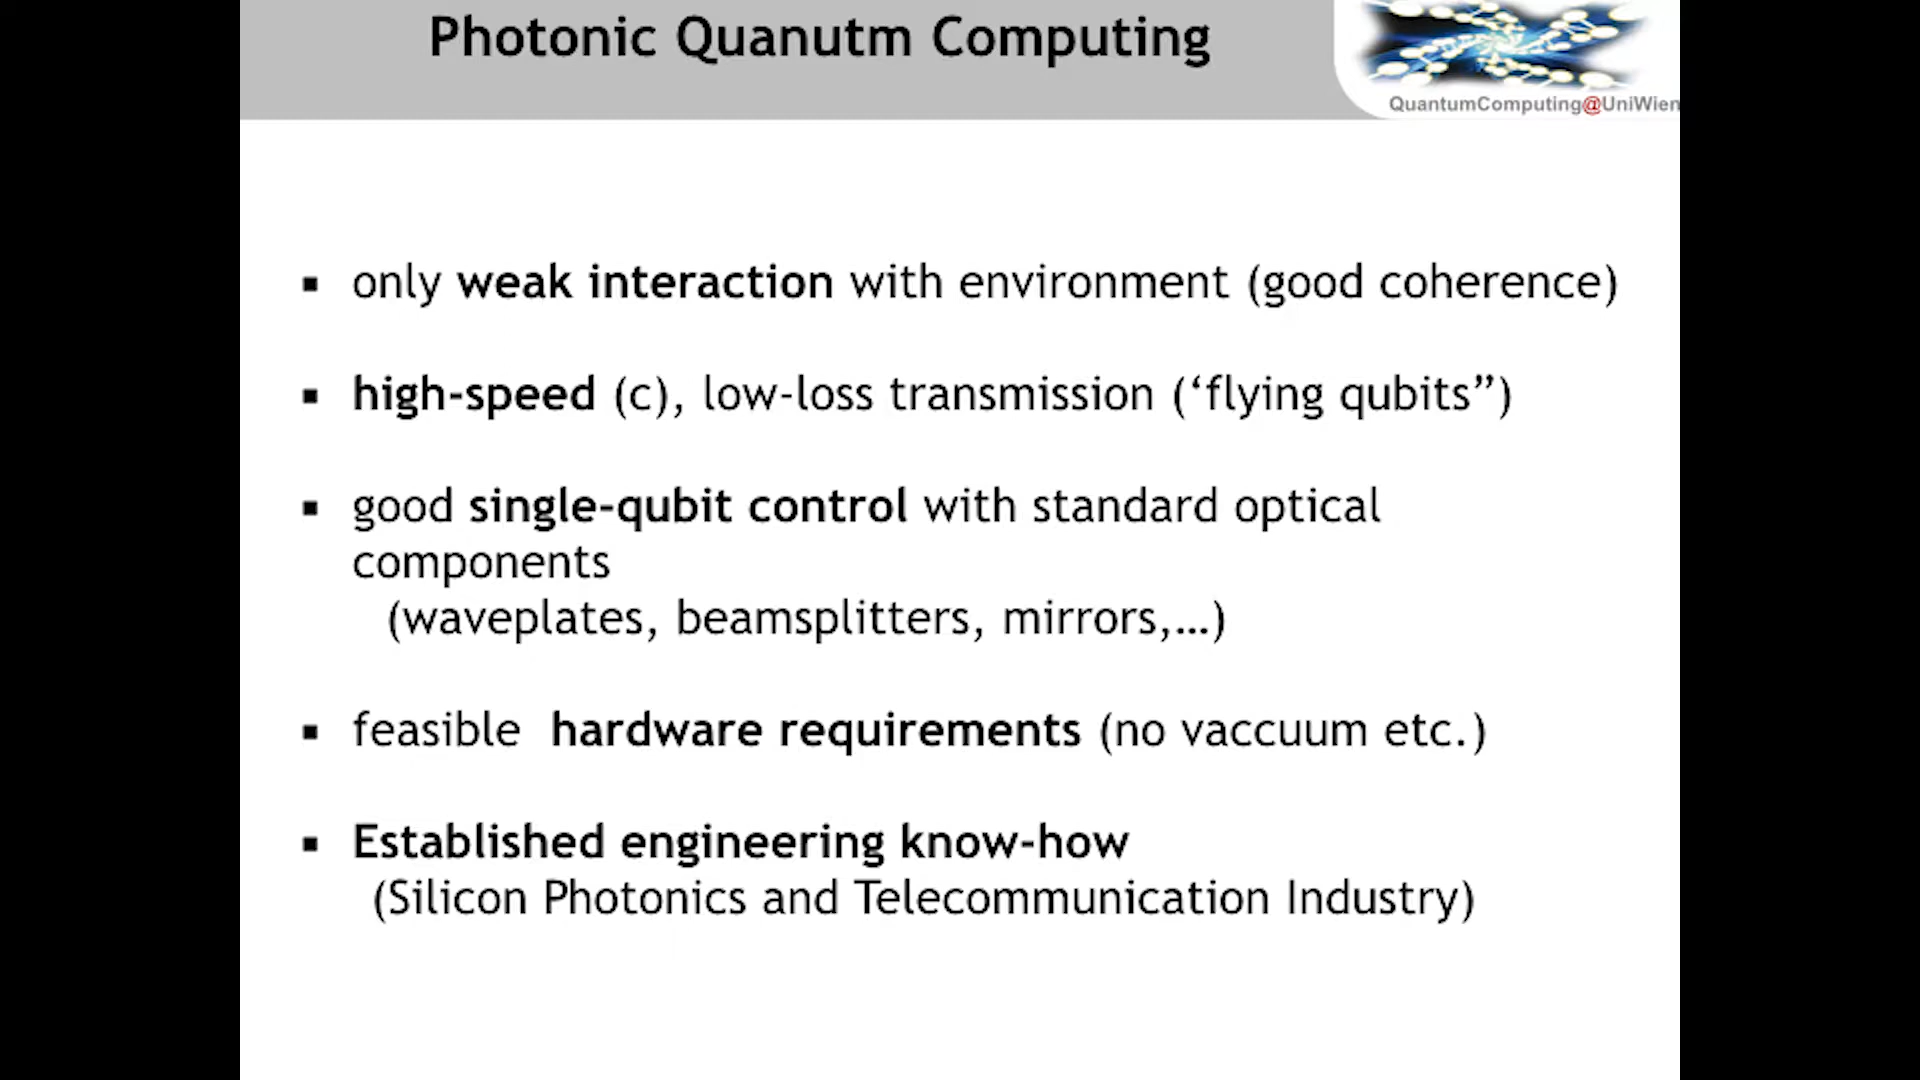 Photonic Quanutm Computing
QuantumComputing@UniWien
▪ only weak interaction with environment (good coherence)
▪ high-speed (c), low-loss transmission (‘flying qubits”)
▪ good single-qubit control with standard optical
components
(waveplates, beamsplitters, mirrors,…)
▪ feasible hardware requirements (no vaccuum etc.)
▪ Established engineering know-how
(Silicon Photonics and Telecommunication Industry)